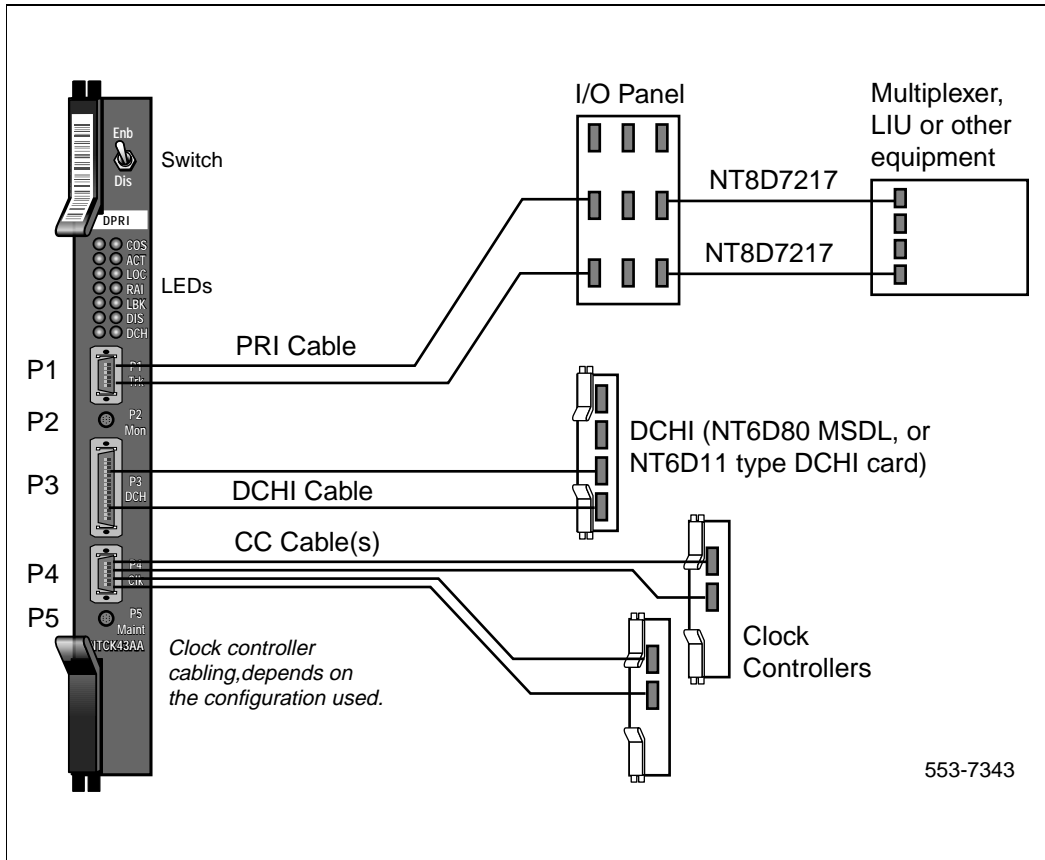 Enb
Dis
Switch
DPRI
COS
ACT
LOC
RAI
LBK
DIS
DCH
LEDs
I/O Panel
Multiplexer,
LIU or other
equipment
NT8D7217
NT8D7217
PRI Cable
P1
P1
Trk
P2
P2
Mon
P3
P3
DCH
DCHI Cable
DCHI (NT6D80 MSDL, or
NT6D11 type DCHI card)
CC Cable(s)
P4
P4
Clk
P5
P5
Maint
NTCK43AA
Clock controller
cabling,depends on
the configuration used.
Clock
Controllers
553-7343